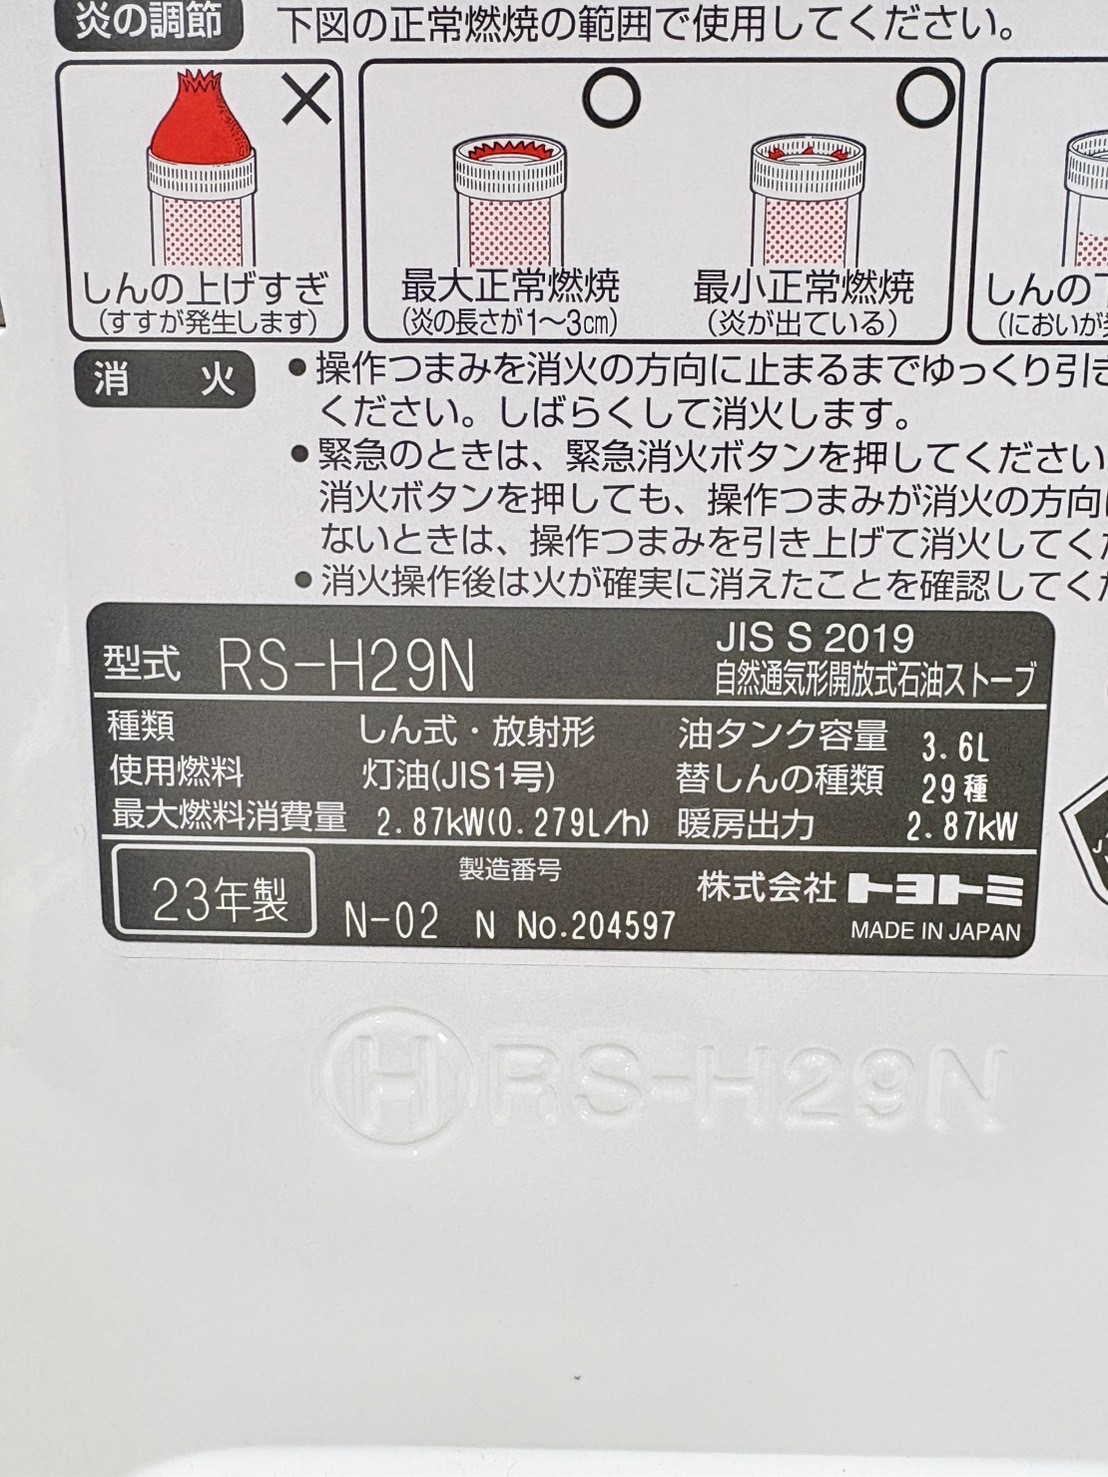 炎の調節 下図の正常燃焼の範囲で使用してください。
しんの上げすぎ
(すすが発生します)
最大正常燃焼
(炎の長さが1〜3㎝)
最小正常燃焼
(炎が出ている)
しんの下
(においが
消 火
●操作つまみを消火の方向に止まるまでゆっくり引き
ください。しばらくして消火します。
●緊急のときは、緊急消火ボタンを押してください
消火ボタンを押しても、操作つまみが消火の方向に
ないときは、操作つまみを引き上げて消火してくだ
●消火操作後は火が確実に消えたことを確認してくだ
型式 RS-H29N
JIS S 2019
自然通気形開放式石油ストーブ
種類 しん式・放射形 油タンク容量 3.6L
使用燃料 灯油(JIS1号) 替しんの種類 29種
最大燃料消費量 2.87kW(0.279L/h) 暖房出力 2.87kW
23年製
製造番号
N-02 N No.204597
株式会社トヨトミ
MADE IN JAPAN
H RS-H29N